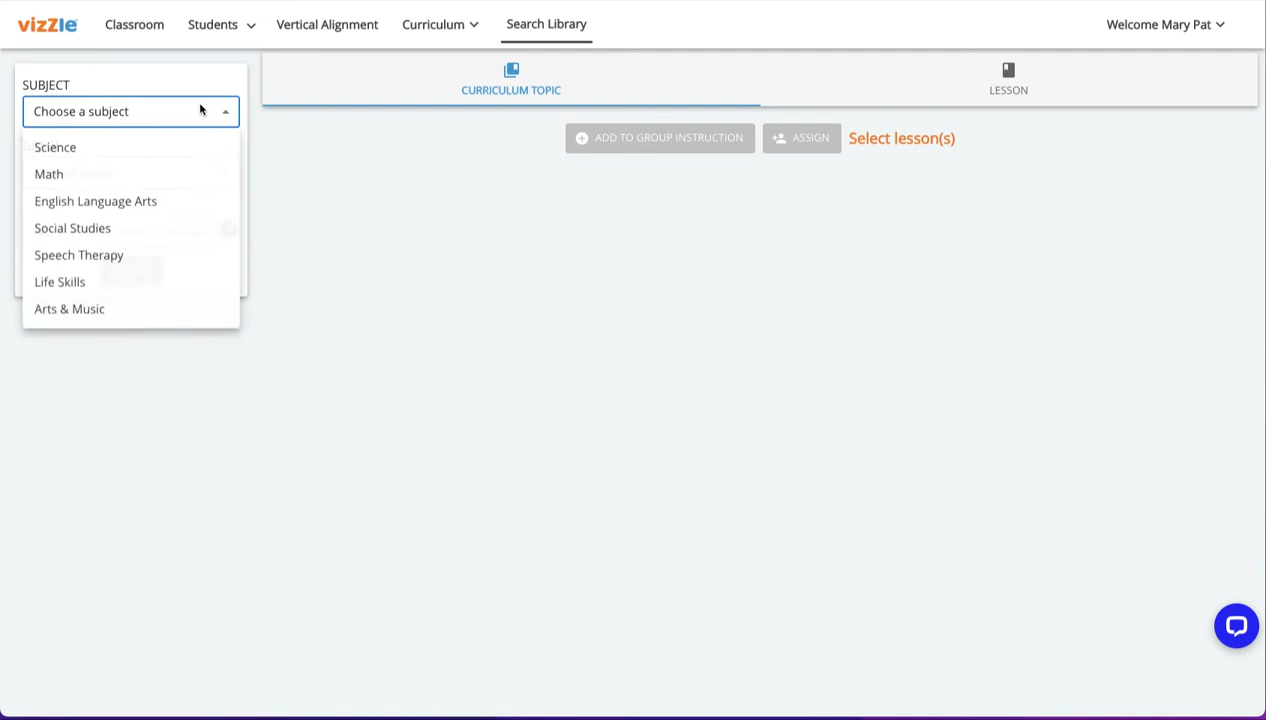 vizZle Classroom Students Vertical Alignment Curriculum Search Library Welcome Mary Pat
SUBJECT
Choose a subject
Science
Math
English Language Arts
Social Studies
Speech Therapy
Life Skills
Arts & Music
CURRICULUM TOPIC
LESSON
ADD TO GROUP INSTRUCTION
ASSIGN
Select lesson(s)